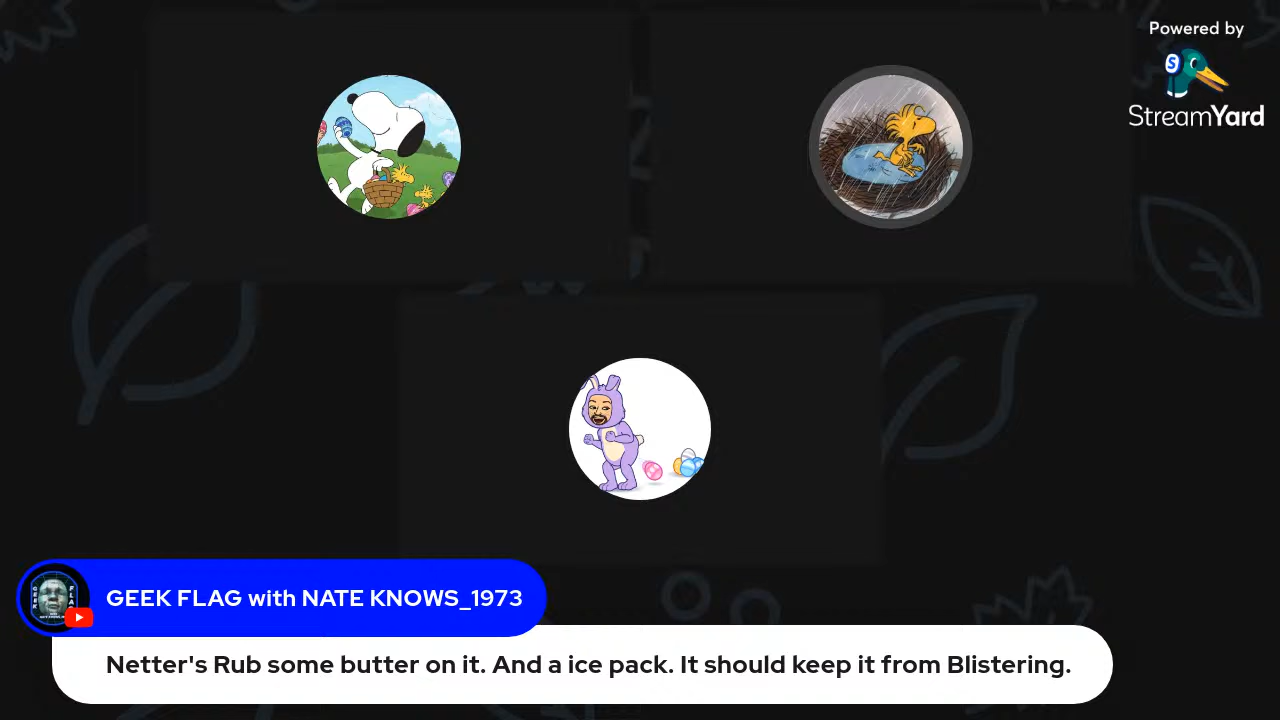 Powered by
StreamYard
GEEK FLAG with NATE KNOWS_1973
Netter's Rub some butter on it. And a ice pack. It should keep it from Blistering.